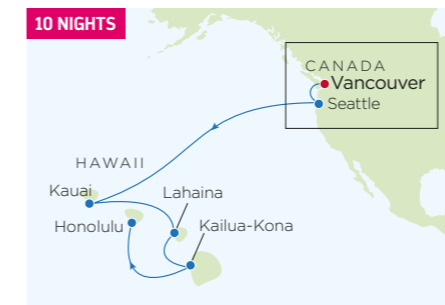 10 NIGHTS
CANADA
Vancouver
Seattle
HAWAII
Kauai
Lahaina
Honolulu
Kailua-Kona